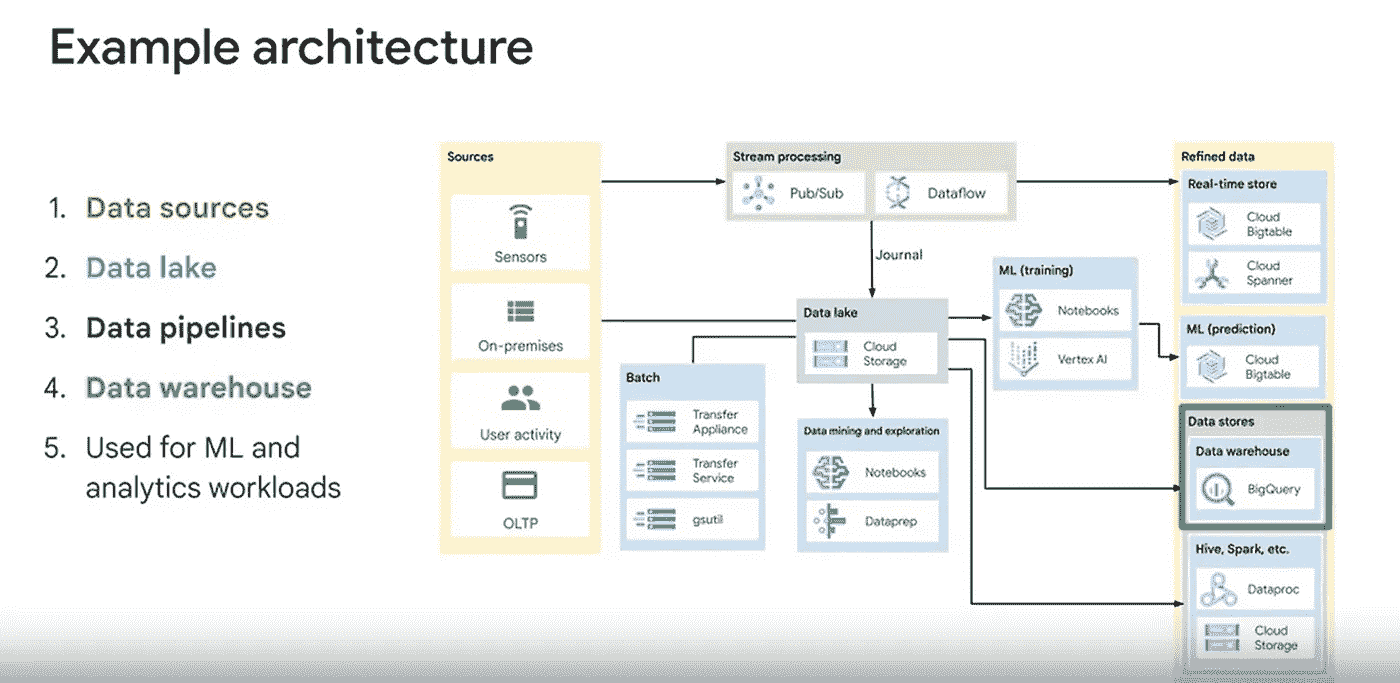 Example architecture
1. Data sources
2. Data lake
3. Data pipelines
4. Data warehouse
5. Used for ML and
analytics workloads
Sources
Sensors
On-premises
User activity
OLTP
Stream processing
Pub/Sub
Dataflow
Journal
Batch
Transfer
Appliance
Transfer
Service
gsutil
Data lake
Cloud
Storage
Data mining and exploration
Notebooks
Dataprep
ML (training)
Notebooks
Vertex AI
Refined data
Real-time store
Cloud
Bigtable
Cloud
Spanner
ML (prediction)
Cloud
Bigtable
Data stores
Data warehouse
BigQuery
Hive, Spark, etc.
Dataproc
Cloud
Storage